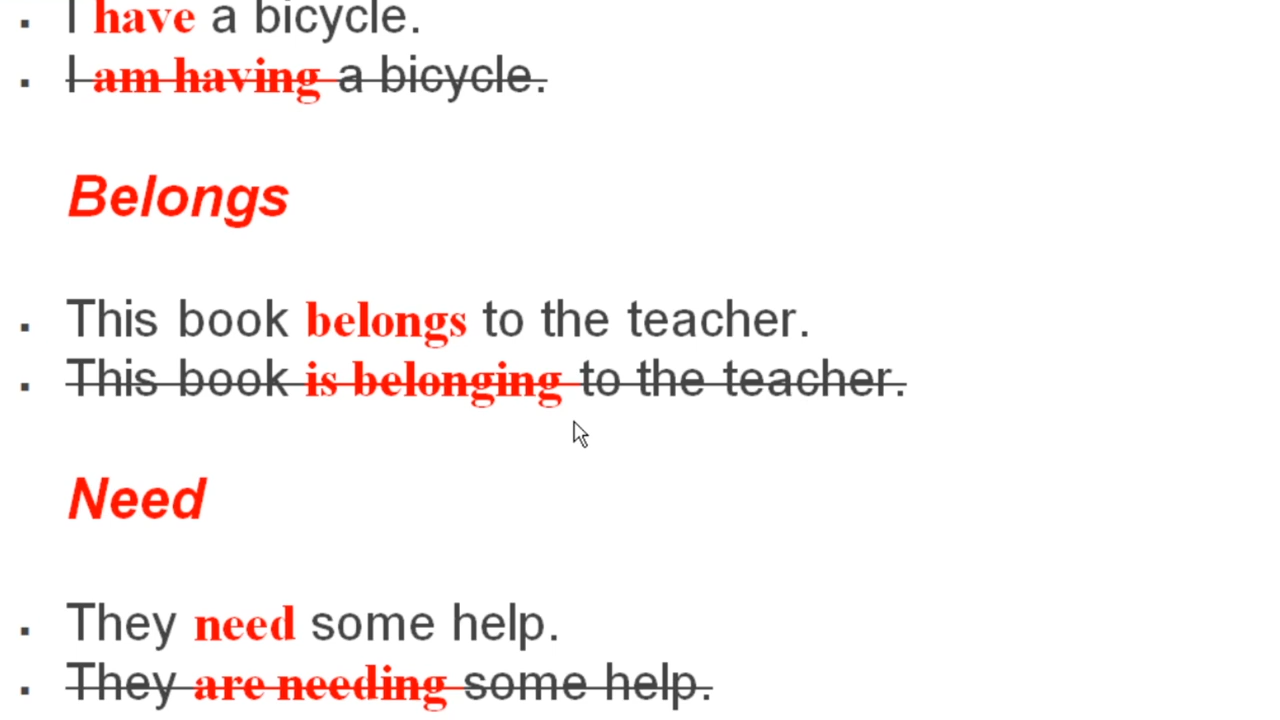 ▪ I have a bicycle.
▪ I am having a bicycle.
Belongs
▪ This book belongs to the teacher.
▪ This book is belonging to the teacher.
Need
▪ They need some help.
▪ They are needing some help.